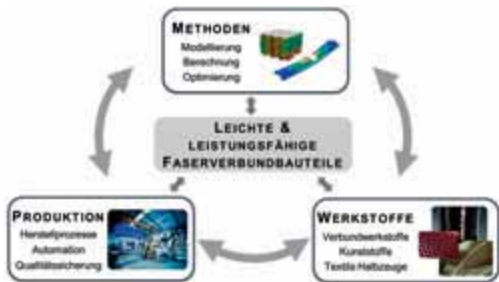 METHODEN
Modellierung
Berechnung
Optimierung
LEICHTE &
LEISTUNGSFÄHIGE
FASERVERBUNDBAUTEILE
PRODUKTION
Herstellprozesse
Automation
Qualitätssicherung
WERKSTOFFE
Verbundwerkstoffe
Kunststoffe
Textile Halbzeuge